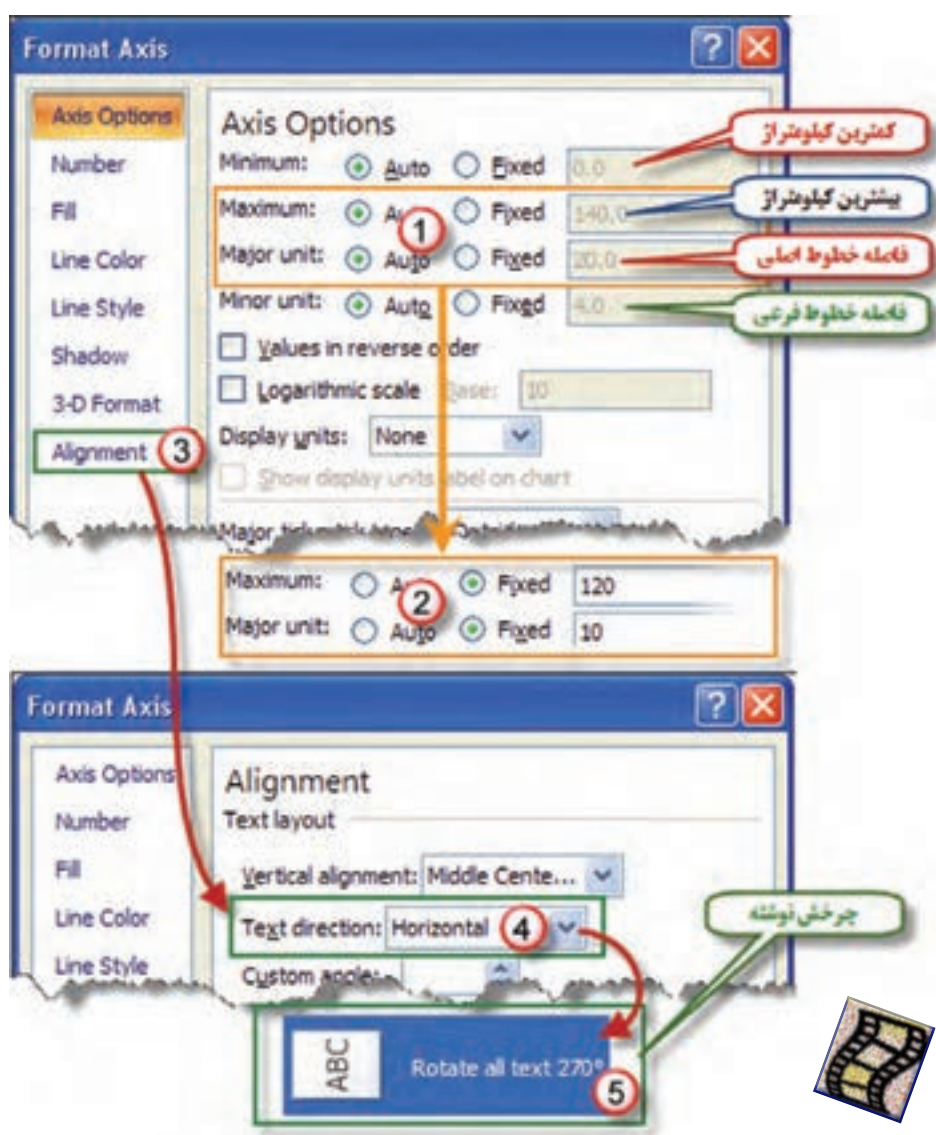 Format Axis
Axis Options
Number
Fill
Line Color
Line Style
Shadow
3-D Format
Alignment 3
Axis Options
Minimum: Auto Fixed 0.0
Maximum: Fixed 140.0
1
Major unit: Auto Fixed 20.0
Minor unit: Auto Fixed 4.0
Values in reverse order
Logarithmic scale Base: 10
Display units: None
Show display units label on chart
کمترین کیلومتراژ
بیشترین کیلومتراژ
فاصله خطوط اصلی
فاصله خطوط فرعی
Maximum: Fixed 120
2
Major unit: Auto Fixed 10
Format Axis
Axis Options
Number
Fill
Line Color
Line Style
Alignment
Text layout
Vertical alignment: Middle Cente...
Text direction: Horizontal 4
Custom angle:
چرخش نوشته
ABC
Rotate all text 270°
5